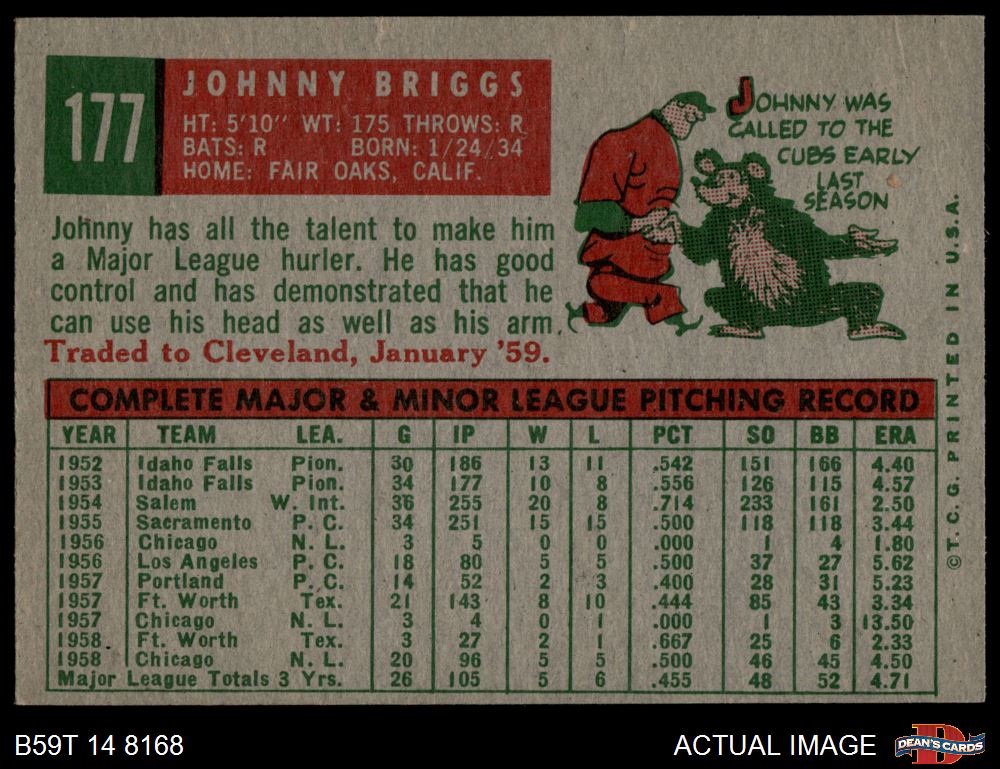 177
JOHNNY BRIGGS
HT: 5'10" WT: 175 THROWS: R
BATS: R BORN: 1/24/34
HOME: FAIR OAKS, CALIF.
JOHNNY WAS
CALLED TO THE
CUBS EARLY
LAST
SEASON
Johnny has all the talent to make him
a Major League hurler. He has good
control and has demonstrated that he
can use his head as well as his arm.
Traded to Cleveland, January '59.
COMPLETE MAJOR & MINOR LEAGUE PITCHING RECORD
YEAR TEAM LEA. G IP W L PCT SO BB ERA
1952 Idaho Falls Pion. 30 186 13 11 .542 151 166 4.40
1953 Idaho Falls Pion. 34 177 10 8 .556 126 115 4.57
1954 Salem W. Int. 36 255 20 8 .714 233 161 2.50
1955 Sacramento P. C. 34 251 15 15 .500 118 118 3.44
1956 Chicago N. L. 3 5 0 0 .000 1 4 1.80
1956 Los Angeles P. C. 18 80 5 5 .500 37 27 5.62
1957 Portland P. C. 14 52 2 3 .400 28 31 5.23
1957 Ft. Worth Tex. 21 143 8 10 .444 85 43 3.34
1957 Chicago N. L. 3 4 0 1 .000 1 3 13.50
1958 Ft. Worth Tex. 3 27 2 1 .667 25 6 2.33
1958 Chicago N. L. 20 96 5 5 .500 46 45 4.50
Major League Totals 3 Yrs. 26 105 5 6 .455 48 52 4.71
© T. C. G. PRINTED IN U.S.A.
B59T 14 8168
ACTUAL IMAGE
D
DEAN'S CARDS